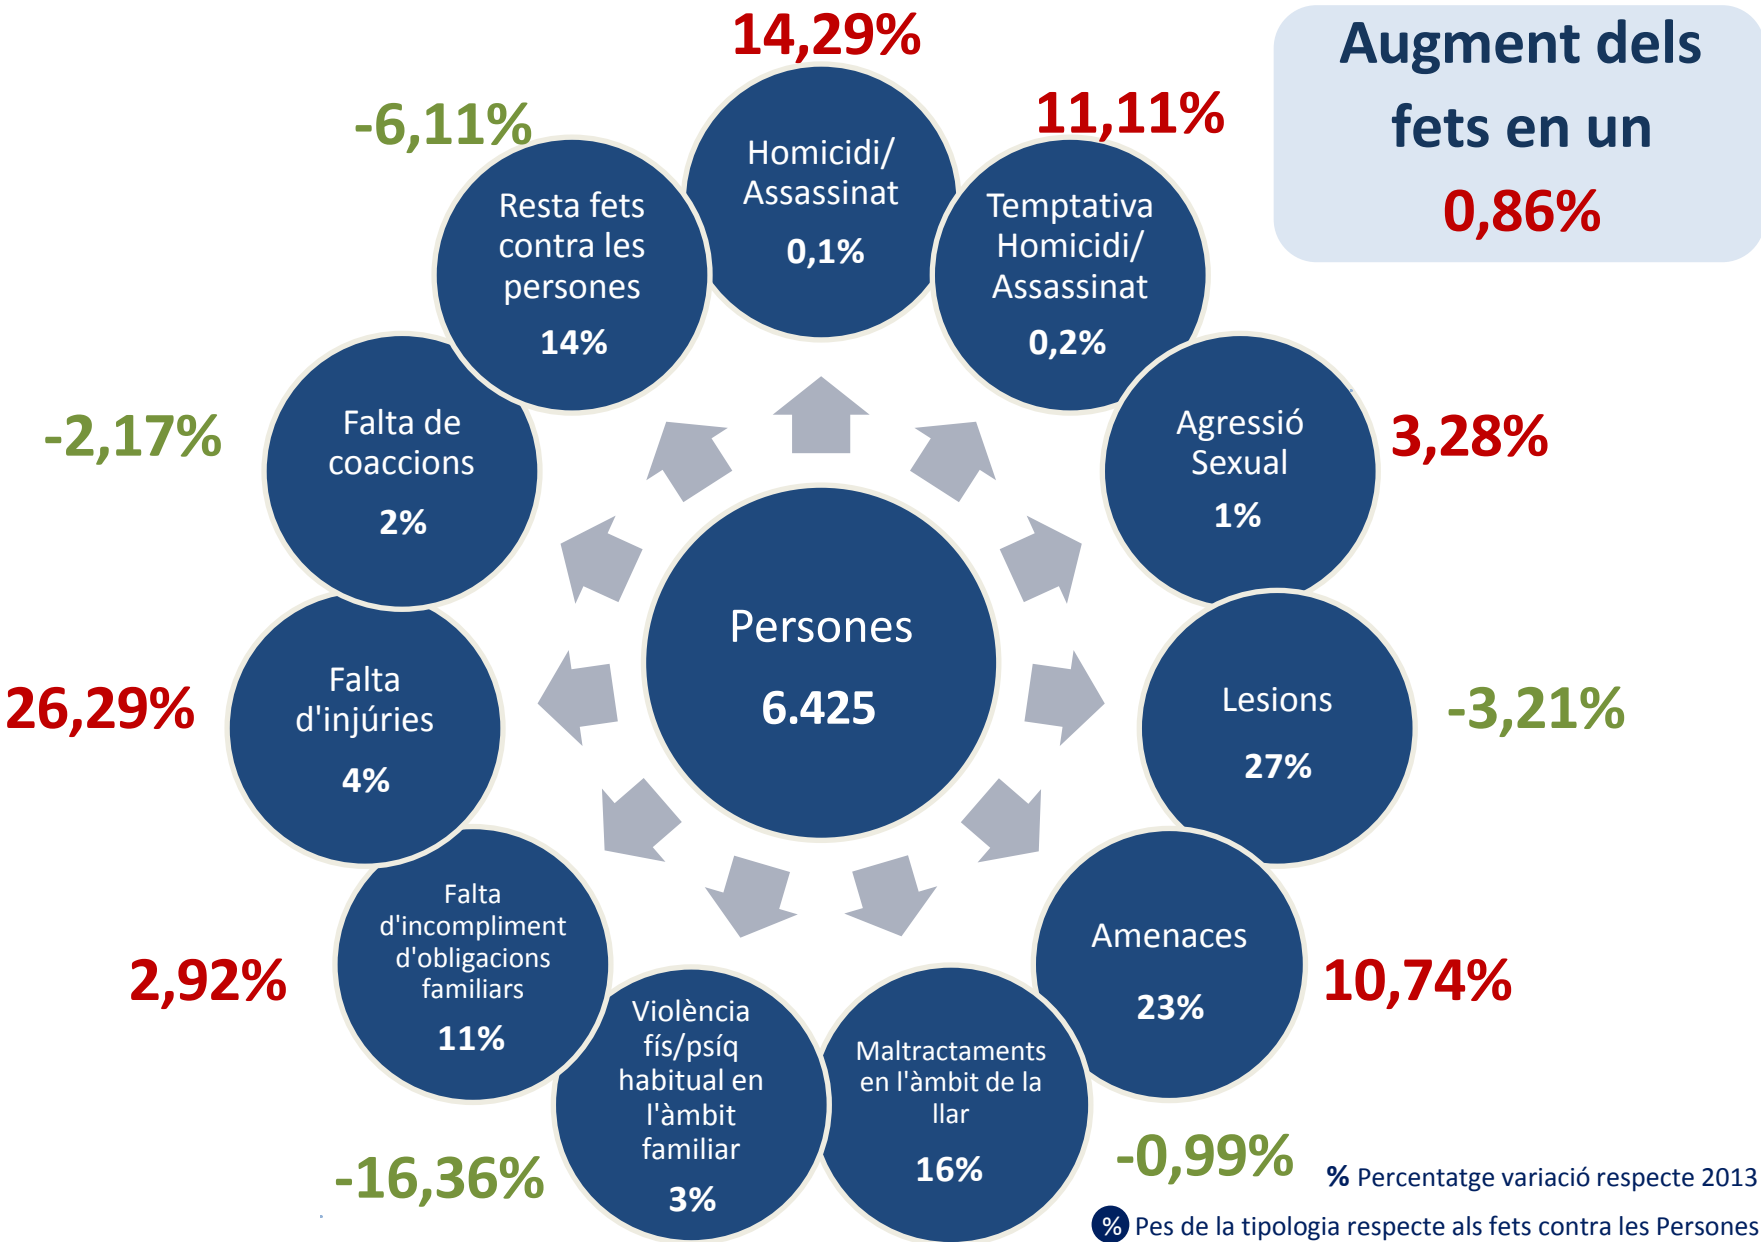 Augment dels
fets en un
0,86%
14,29%
Homicidi/
Assassinat
0,1%
11,11%
Temptativa
Homicidi/
Assassinat
0,2%
3,28%
Agressió
Sexual
1%
-3,21%
Lesions
27%
10,74%
Amenaces
23%
-0,99%
Maltractaments
en l'àmbit de la
llar
16%
-16,36%
Violència
fís/psíq
habitual en
l'àmbit
familiar
3%
2,92%
Falta
d'incompliment
d'obligacions
familiars
11%
26,29%
Falta
d'injúries
4%
-2,17%
Falta de
coaccions
2%
-6,11%
Resta fets
contra les
persones
14%
Persones
6.425
% Percentatge variació respecte 2013
% Pes de la tipologia respecte als fets contra les Persones